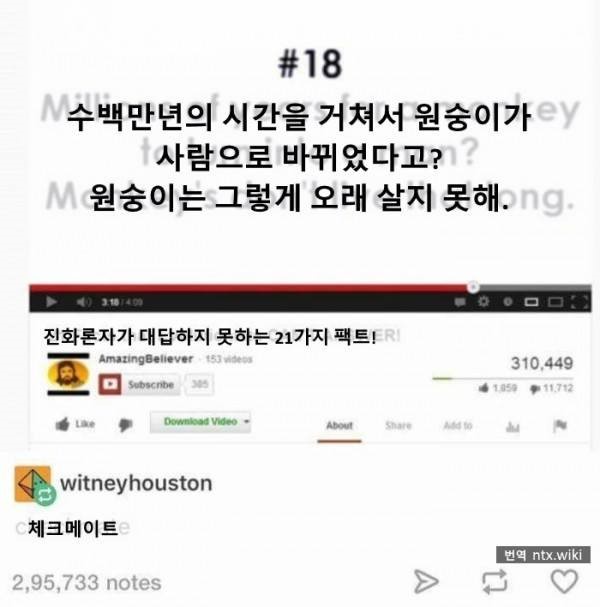 #18
수백만년의 시간을 거쳐서 원숭이가
사람으로 바뀌었다고?
원숭이는 그렇게 오래 살지 못해.
3:18 / 4:09
진화론자가 대답하지 못하는 21가지 팩트!
AmazingBeliever 153 videos
310,449
Subscribe 385
1,859 11,712
Like Download Video About Share Add to
witneyhouston
체크메이트
번역 ntx.wiki
2,95,733 notes